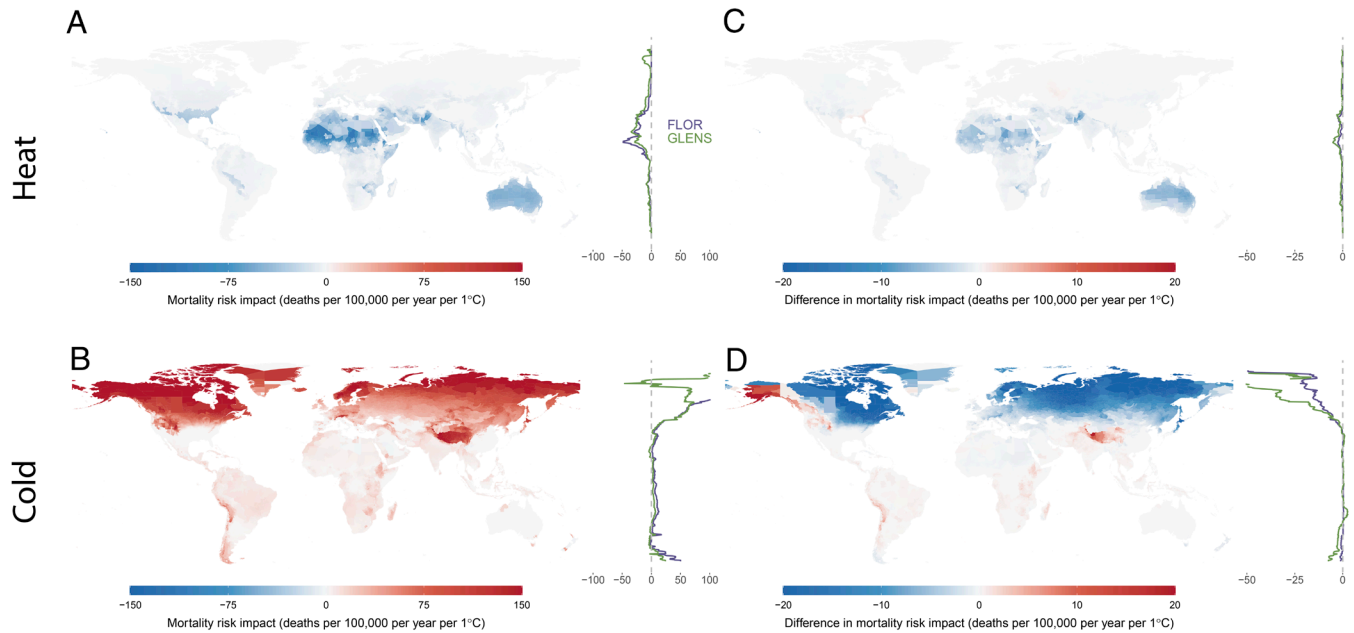 A
C
Heat
FLOR
GLENS
−100 −50 0 50 100
−50 −25 0
−150 −75 0 75 150
Mortality risk impact (deaths per 100,000 per year per 1°C)
−20 −10 0 10 20
Difference in mortality risk impact (deaths per 100,000 per year per 1°C)
B
D
Cold
−100 −50 0 50 100
−50 −25 0
−150 −75 0 75 150
Mortality risk impact (deaths per 100,000 per year per 1°C)
−20 −10 0 10 20
Difference in mortality risk impact (deaths per 100,000 per year per 1°C)